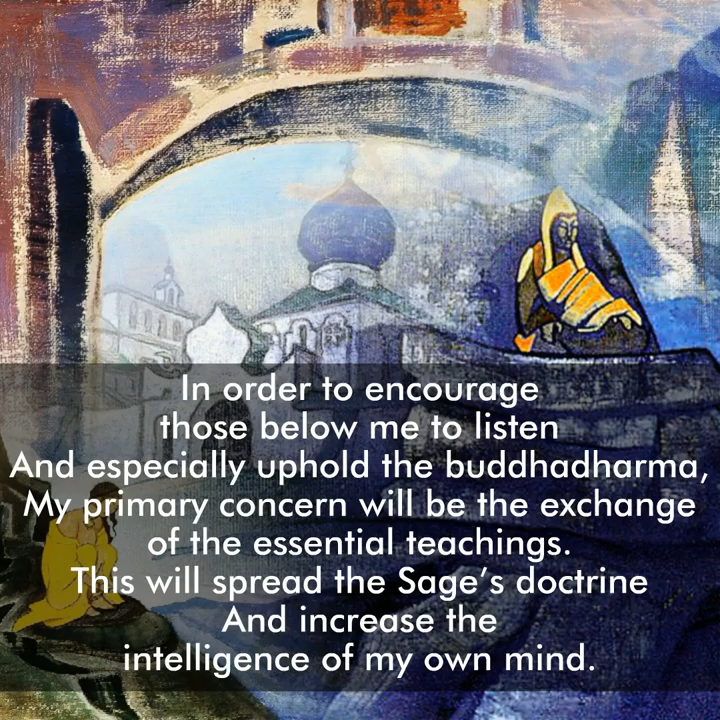 In order to encourage
those below me to listen
And especially uphold the buddhadharma,
My primary concern will be the exchange
of the essential teachings.
This will spread the Sage's doctrine
And increase the
intelligence of my own mind.